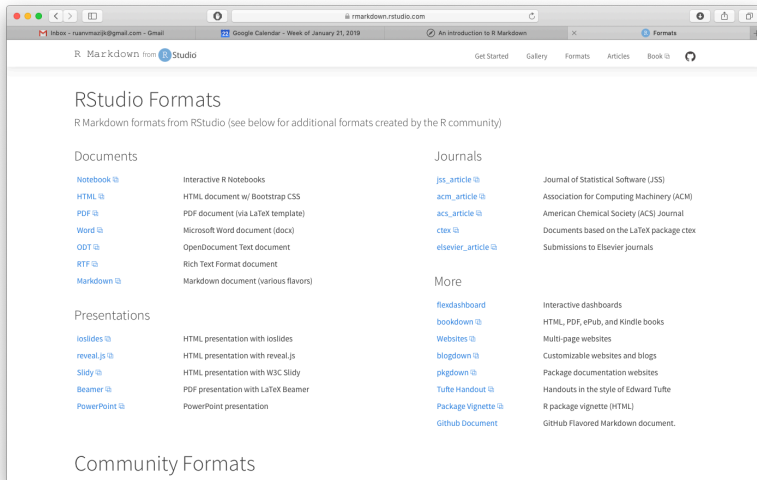 rmarkdown.rstudio.com
Inbox - ruanvmazijk@gmail.com - Gmail
22 Google Calendar - Week of January 21, 2019
An introduction to R Markdown
R Formats
R Markdown from R Studio
Get Started Gallery Formats Articles Book
RStudio Formats
R Markdown formats from RStudio (see below for additional formats created by the R community)
Documents
Notebook Interactive R Notebooks
HTML HTML document w/ Bootstrap CSS
PDF PDF document (via LaTeX template)
Word Microsoft Word document (docx)
ODT OpenDocument Text document
RTF Rich Text Format document
Markdown Markdown document (various flavors)
Presentations
ioslides HTML presentation with ioslides
reveal.js HTML presentation with reveal.js
Slidy HTML presentation with W3C Slidy
Beamer PDF presentation with LaTeX Beamer
PowerPoint PowerPoint presentation
Journals
jss_article Journal of Statistical Software (JSS)
acm_article Association for Computing Machinery (ACM)
acs_article American Chemical Society (ACS) Journal
ctex Documents based on the LaTeX package ctex
elsevier_article Submissions to Elsevier journals
More
flexdashboard Interactive dashboards
bookdown HTML, PDF, ePub, and Kindle books
Websites Multi-page websites
blogdown Customizable websites and blogs
pkgdown Package documentation websites
Tufte Handout Handouts in the style of Edward Tufte
Package Vignette R package vignette (HTML)
Github Document GitHub Flavored Markdown document.
Community Formats